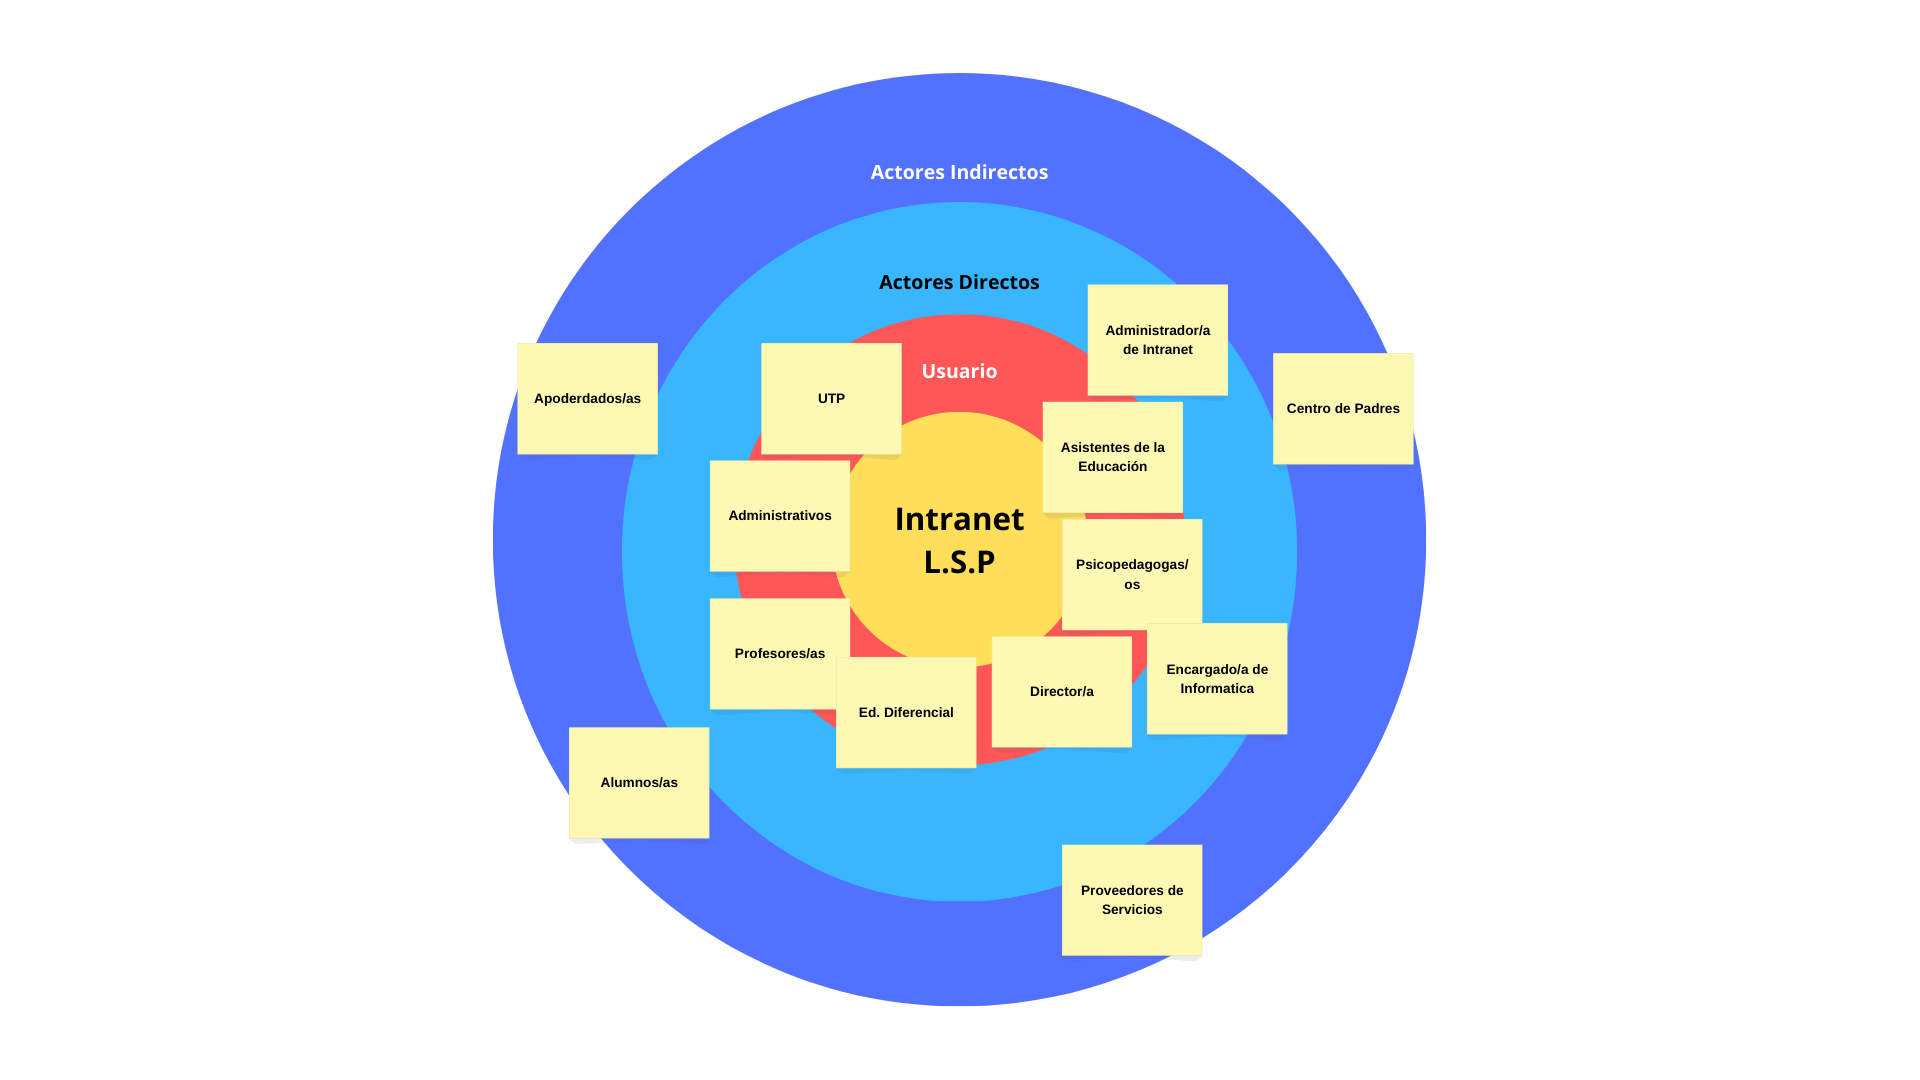 Actores Indirectos
Actores Directos
Administrador/a
de Intranet
Usuario
Apoderdados/as
UTP
Centro de Padres
Asistentes de la
Educación
Administrativos
Intranet
L.S.P
Psicopedagogas/
os
Profesores/as
Encargado/a de
Informatica
Director/a
Ed. Diferencial
Alumnos/as
Proveedores de
Servicios